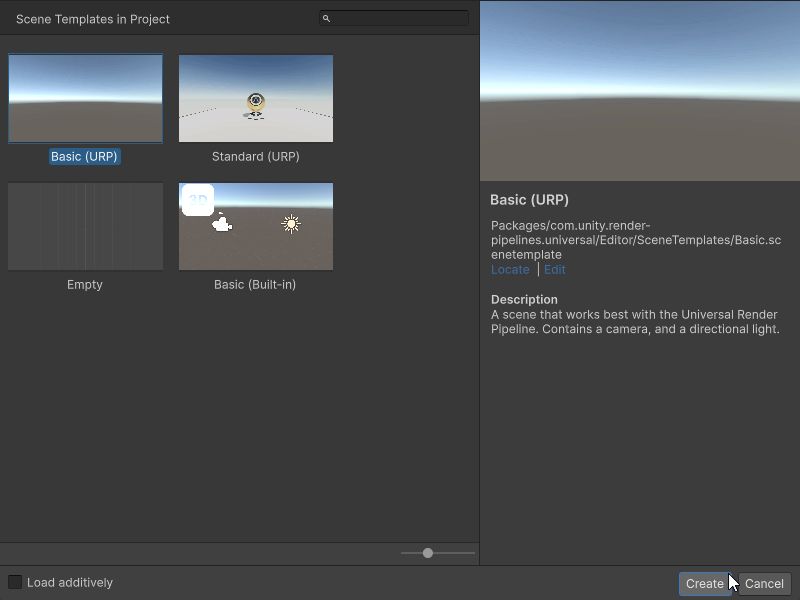 Scene Templates in Project
Basic (URP)
Standard (URP)
3D
Empty
Basic (Built-in)
Basic (URP)
Packages/com.unity.render-
pipelines.universal/Editor/SceneTemplates/Basic.sc
enetemplate
Locate | Edit
Description
A scene that works best with the Universal Render
Pipeline. Contains a camera, and a directional light.
Load additively
Create
Cancel